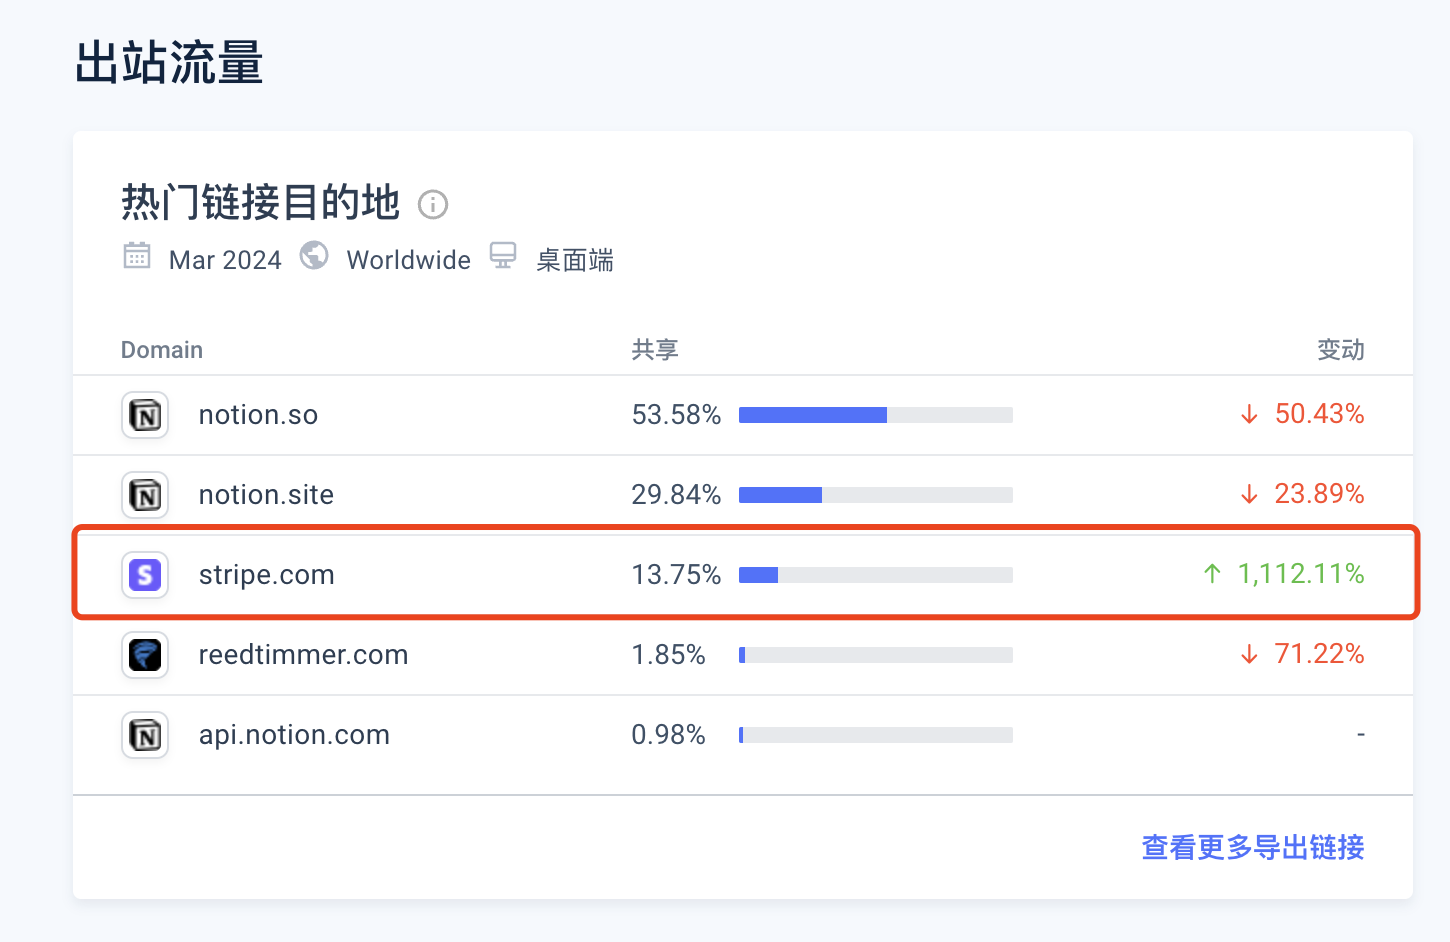 出站流量
热门链接目的地
Mar 2024 Worldwide 桌面端
Domain 共享 变动
notion.so 53.58% ↓ 50.43%
notion.site 29.84% ↓ 23.89%
S stripe.com 13.75% ↑ 1,112.11%
reedtimmer.com 1.85% ↓ 71.22%
api.notion.com 0.98% -
查看更多导出链接